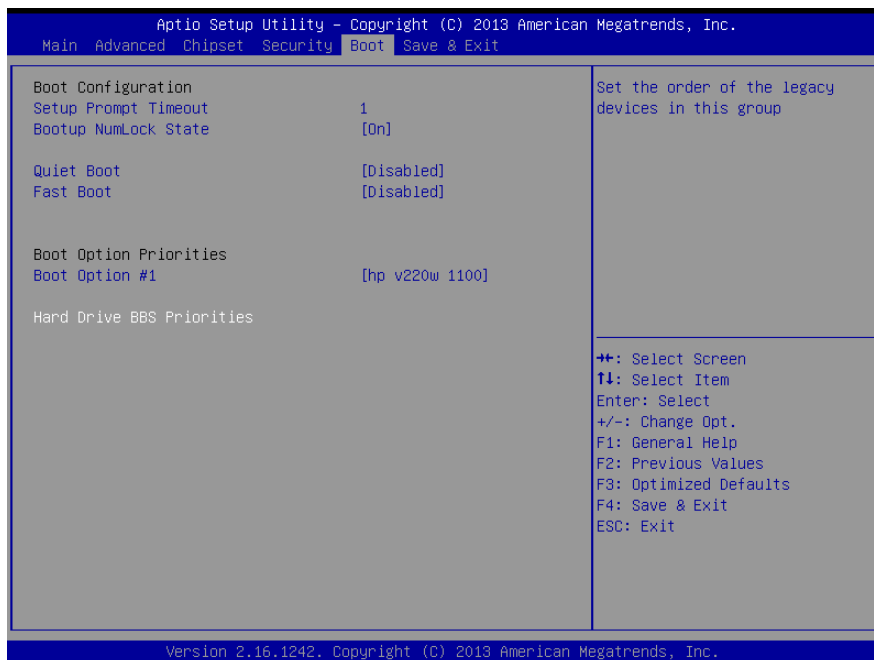 Aptio Setup Utility – Copyright (C) 2013 American Megatrends, Inc.
Main Advanced Chipset Security Boot Save & Exit
Boot Configuration
Setup Prompt Timeout 1
Bootup NumLock State [On]
Quiet Boot [Disabled]
Fast Boot [Disabled]
Boot Option Priorities
Boot Option #1 [hp v220w 1100]
Hard Drive BBS Priorities
Set the order of the legacy
devices in this group
→←: Select Screen
↑↓: Select Item
Enter: Select
+/-: Change Opt.
F1: General Help
F2: Previous Values
F3: Optimized Defaults
F4: Save & Exit
ESC: Exit
Version 2.16.1242. Copyright (C) 2013 American Megatrends, Inc.